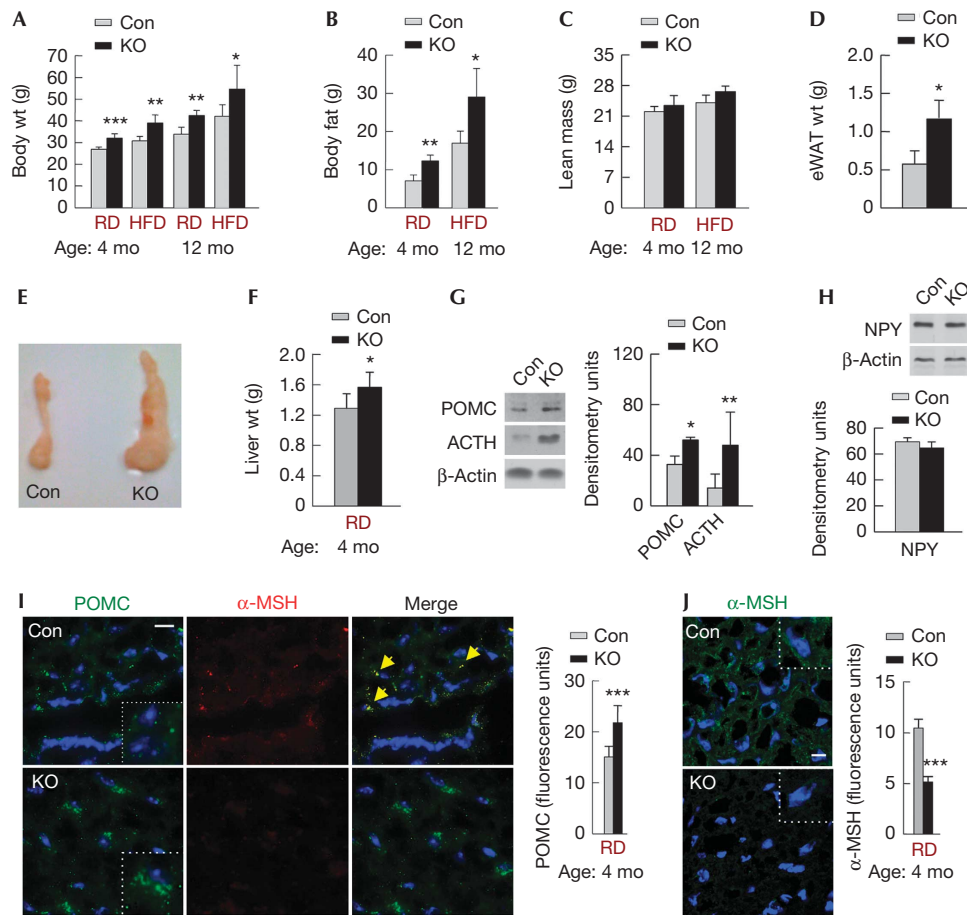 A
Con
KO
Body wt (g)
70
60
50
40
30
20
10
0
***
**
**
*
RD HFD RD HFD
Age: 4 mo 12 mo
B
Con
KO
Body fat (g)
40
30
20
10
0
**
*
RD HFD
Age: 4 mo 12 mo
C
Con
KO
Lean mass (g)
35
28
21
14
7
0
RD HFD
Age: 4 mo 12 mo
D
Con
KO
eWAT wt (g)
2.0
1.5
1.0
0.5
0
*
E
Con KO
F
Con
KO
Liver wt (g)
2.0
1.6
1.2
0.8
0.4
0
*
RD
Age: 4 mo
G
Con KO
POMC
ACTH
β-Actin
Con
KO
Densitometry units
120
80
40
0
*
**
POMC ACTH
H
Con KO
NPY
β-Actin
Con
KO
Densitometry units
80
60
40
20
0
NPY
I
POMC α-MSH Merge
Con
KO
Con
KO
POMC (fluorescence units)
30
20
10
0
***
RD
Age: 4 mo
J
α-MSH
Con
KO
Con
KO
α-MSH (fluorescence units)
15
10
5
0
***
RD
Age: 4 mo